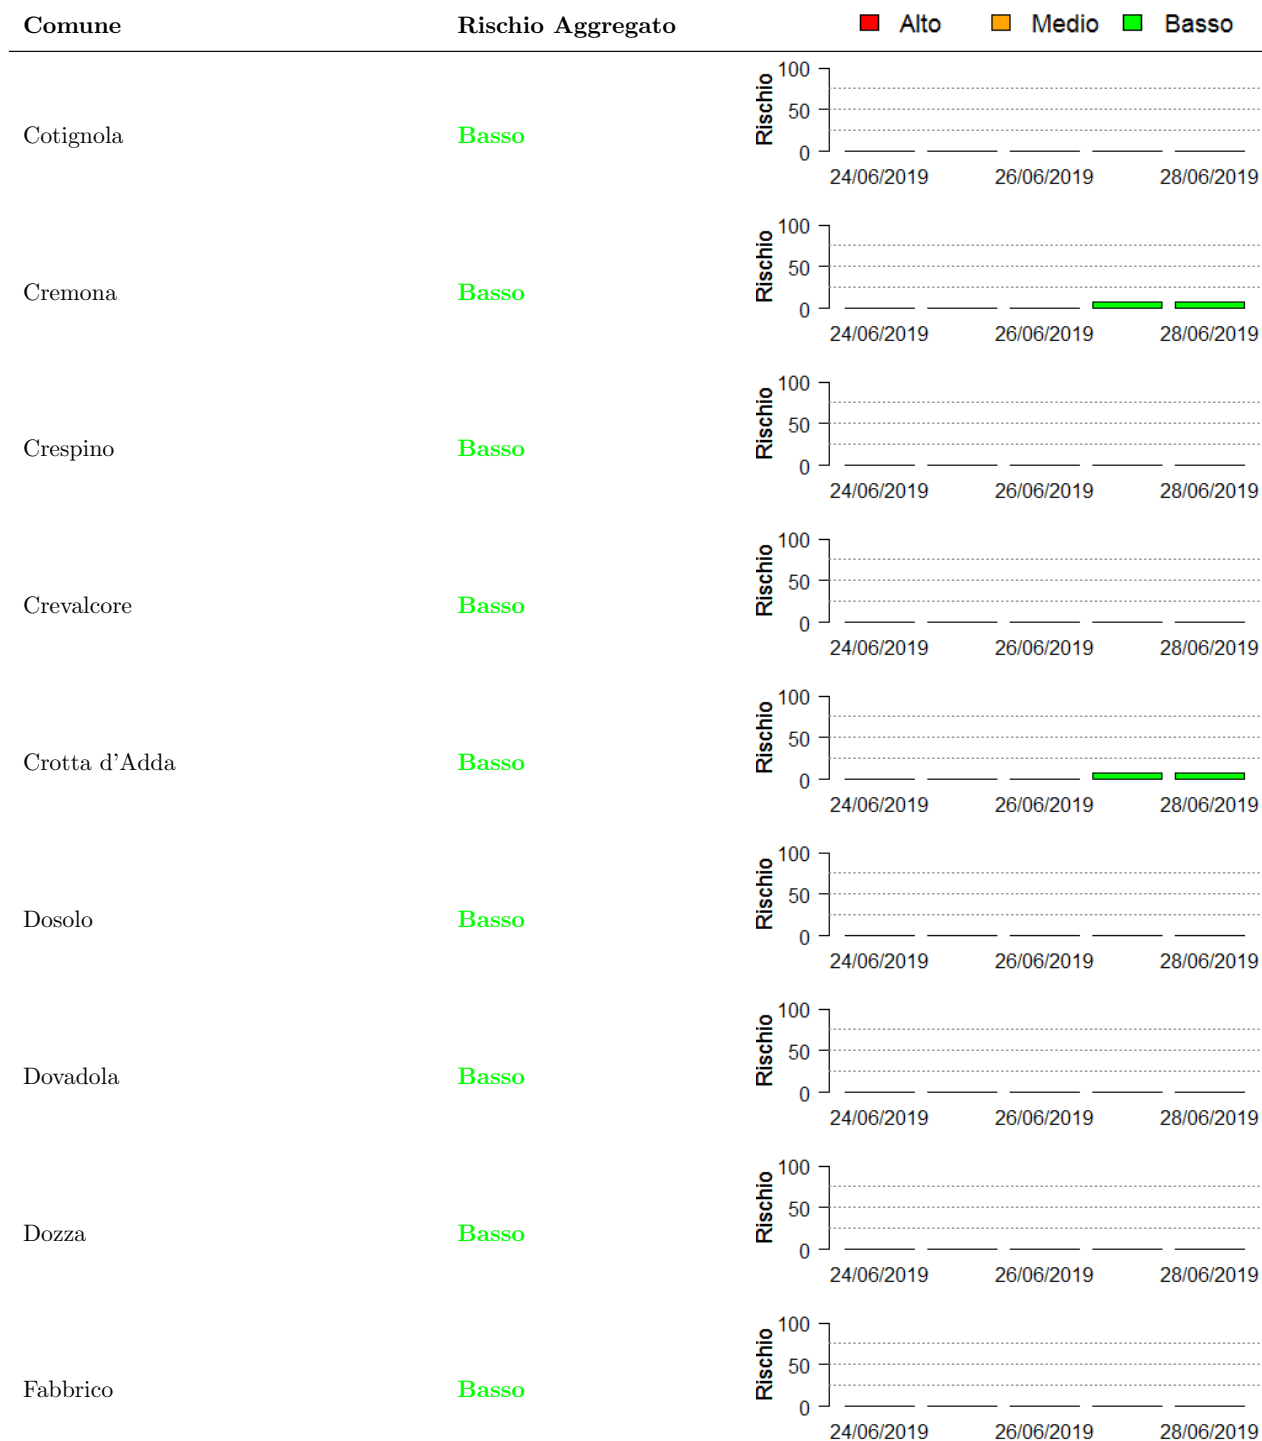 Comune Rischio Aggregato Alto Medio Basso
Cotignola Basso
Rischio
100
50
0
24/06/2019 26/06/2019 28/06/2019
Cremona Basso
Rischio
100
50
0
24/06/2019 26/06/2019 28/06/2019
Crespino Basso
Rischio
100
50
0
24/06/2019 26/06/2019 28/06/2019
Crevalcore Basso
Rischio
100
50
0
24/06/2019 26/06/2019 28/06/2019
Crotta d'Adda Basso
Rischio
100
50
0
24/06/2019 26/06/2019 28/06/2019
Dosolo Basso
Rischio
100
50
0
24/06/2019 26/06/2019 28/06/2019
Dovadola Basso
Rischio
100
50
0
24/06/2019 26/06/2019 28/06/2019
Dozza Basso
Rischio
100
50
0
24/06/2019 26/06/2019 28/06/2019
Fabbrico Basso
Rischio
100
50
0
24/06/2019 26/06/2019 28/06/2019